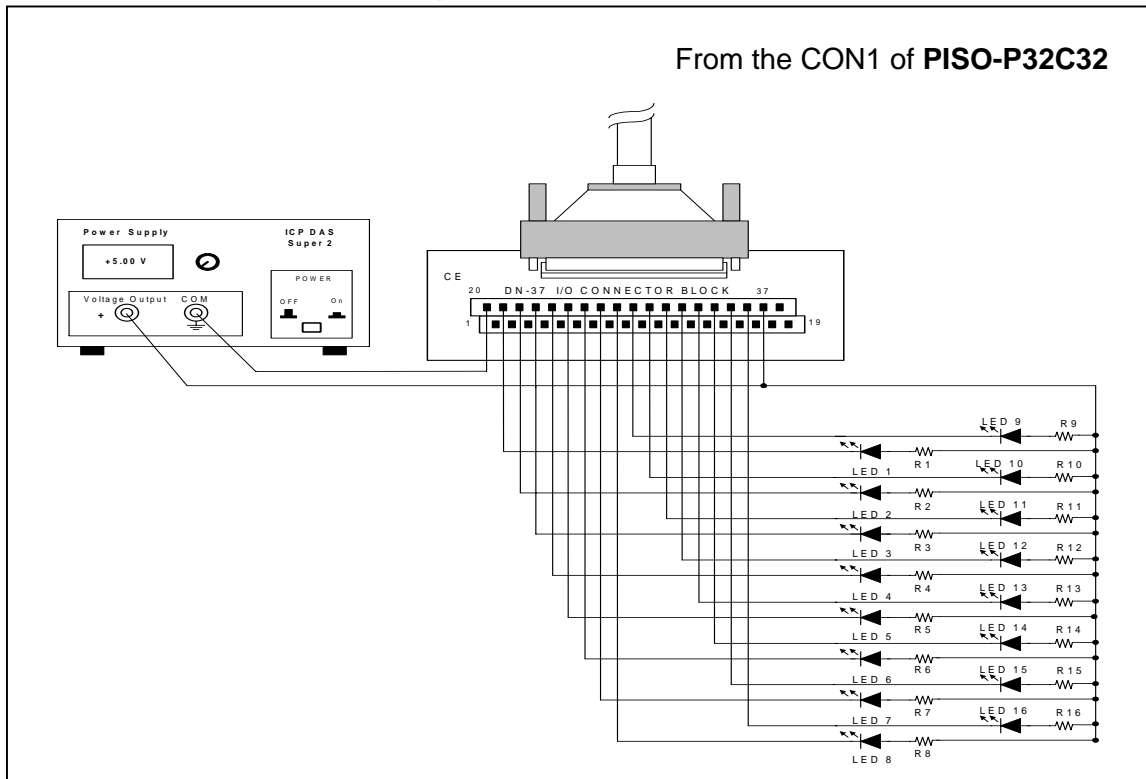 From the CON1 of PISO-P32C32
Power Supply
ICP DAS
Super 2
+5.00 V
POWER
OFF
On
Voltage Output
COM
+
CE
20
DN-37 I/O CONNECTOR BLOCK
37
1
19
LED 9
R9
R1
LED 1
LED 10
R10
R2
LED 2
LED 11
R11
R3
LED 3
LED 12
R12
R4
LED 4
LED 13
R13
R5
LED 5
LED 14
R14
R6
LED 6
LED 15
R15
R7
LED 7
LED 16
R16
R8
LED 8